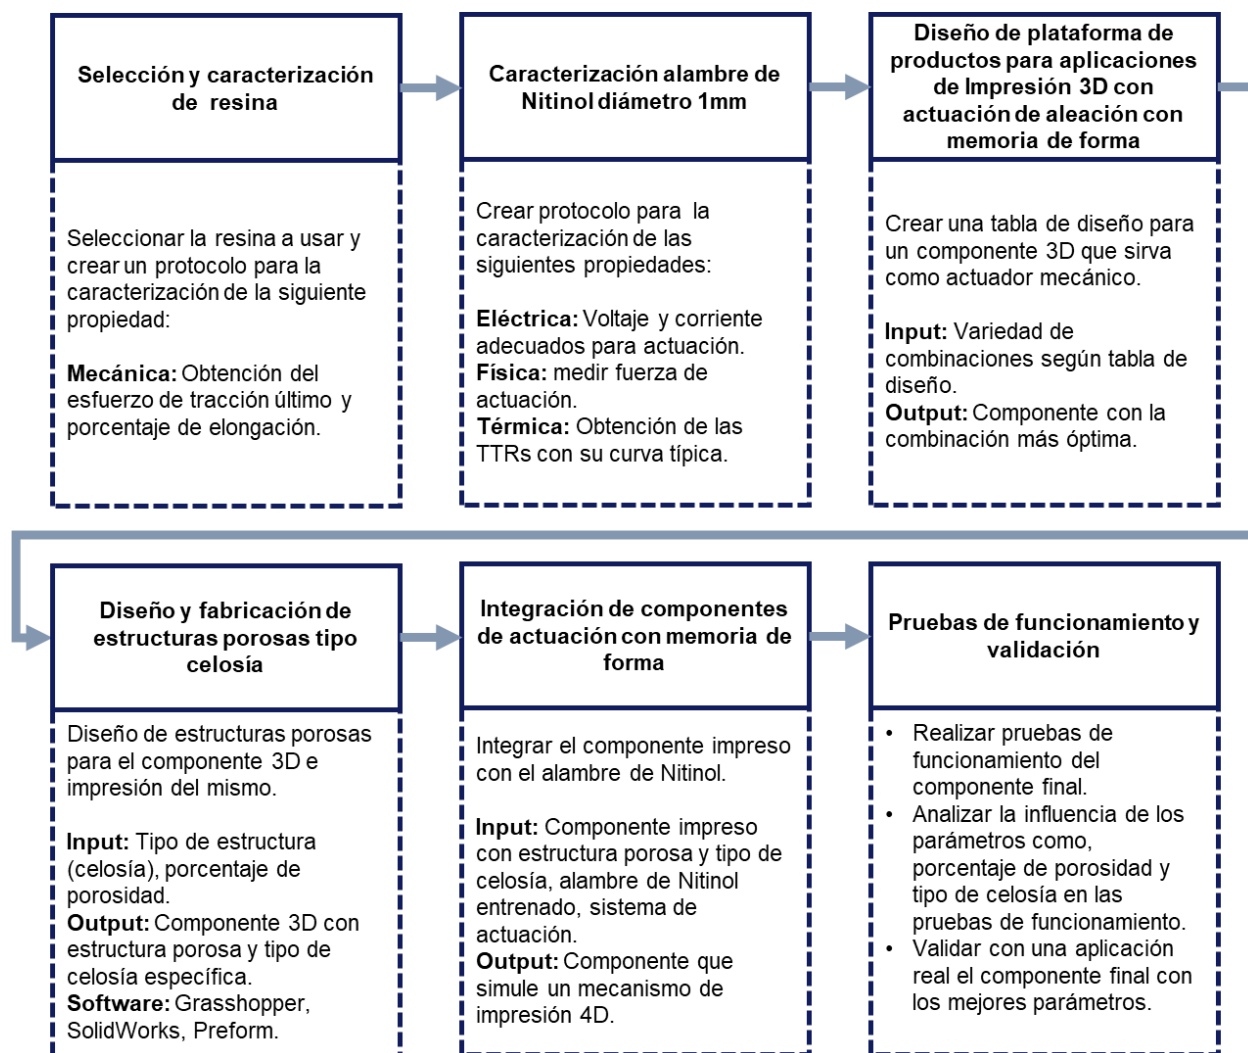 Selección y caracterización
de resina
Seleccionar la resina a usar y
crear un protocolo para la
caracterización de la siguiente
propiedad:
Mecánica: Obtención del
esfuerzo de tracción último y
porcentaje de elongación.
Caracterización alambre de
Nitinol diámetro 1mm
Crear protocolo para la
caracterización de las
siguientes propiedades:
Eléctrica: Voltaje y corriente
adecuados para actuación.
Física: medir fuerza de
actuación.
Térmica: Obtención de las
TTRs con su curva típica.
Diseño de plataforma de
productos para aplicaciones
de Impresión 3D con
actuación de aleación con
memoria de forma
Crear una tabla de diseño para
un componente 3D que sirva
como actuador mecánico.
Input: Variedad de
combinaciones según tabla de
diseño.
Output: Componente con la
combinación más óptima.
Diseño y fabricación de
estructuras porosas tipo
celosía
Diseño de estructuras porosas
para el componente 3D e
impresión del mismo.
Input: Tipo de estructura
(celosía), porcentaje de
porosidad.
Output: Componente 3D con
estructura porosa y tipo de
celosía específica.
Software: Grasshopper,
SolidWorks, Preform.
Integración de componentes
de actuación con memoria de
forma
Integrar el componente impreso
con el alambre de Nitinol.
Input: Componente impreso
con estructura porosa y tipo de
celosía, alambre de Nitinol
entrenado, sistema de
actuación.
Output: Componente que
simule un mecanismo de
impresión 4D.
Pruebas de funcionamiento y
validación
• Realizar pruebas de
funcionamiento del
componente final.
• Analizar la influencia de los
parámetros como,
porcentaje de porosidad y
tipo de celosía en las
pruebas de funcionamiento.
• Validar con una aplicación
real el componente final con
los mejores parámetros.